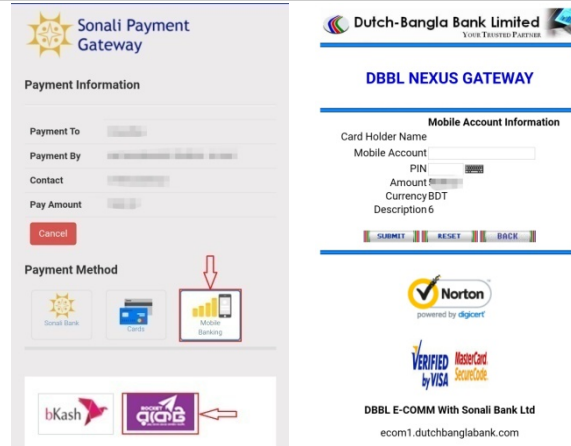 Sonali Payment
Gateway
Payment Information
Payment To
Payment By
Contact
Pay Amount
Cancel
Payment Method
Sonali Bank
Cards
Mobile
Banking
bKash
ROCKET
রকেট
Dutch-Bangla Bank Limited
YOUR TRUSTED PARTNER
DBBL NEXUS GATEWAY
Mobile Account Information
Card Holder Name
Mobile Account
PIN
Amount
Currency BDT
Description 6
SUBMIT RESET BACK
Norton
powered by digicert
VERIFIED by VISA
MasterCard. SecureCode.
DBBL E-COMM With Sonali Bank Ltd
ecom1.dutchbanglabank.com